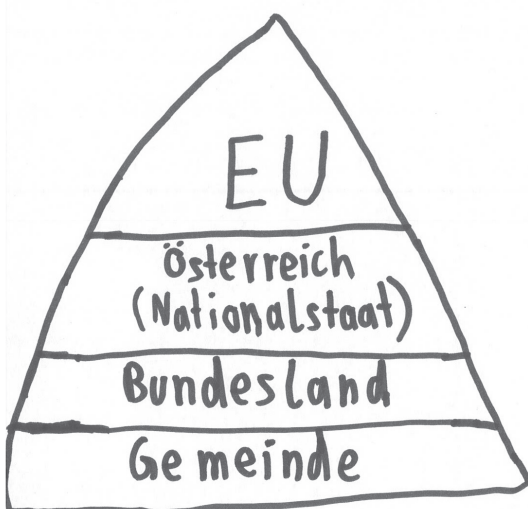 EU
Österreich
(Nationalstaat)
Bundesland
Gemeinde